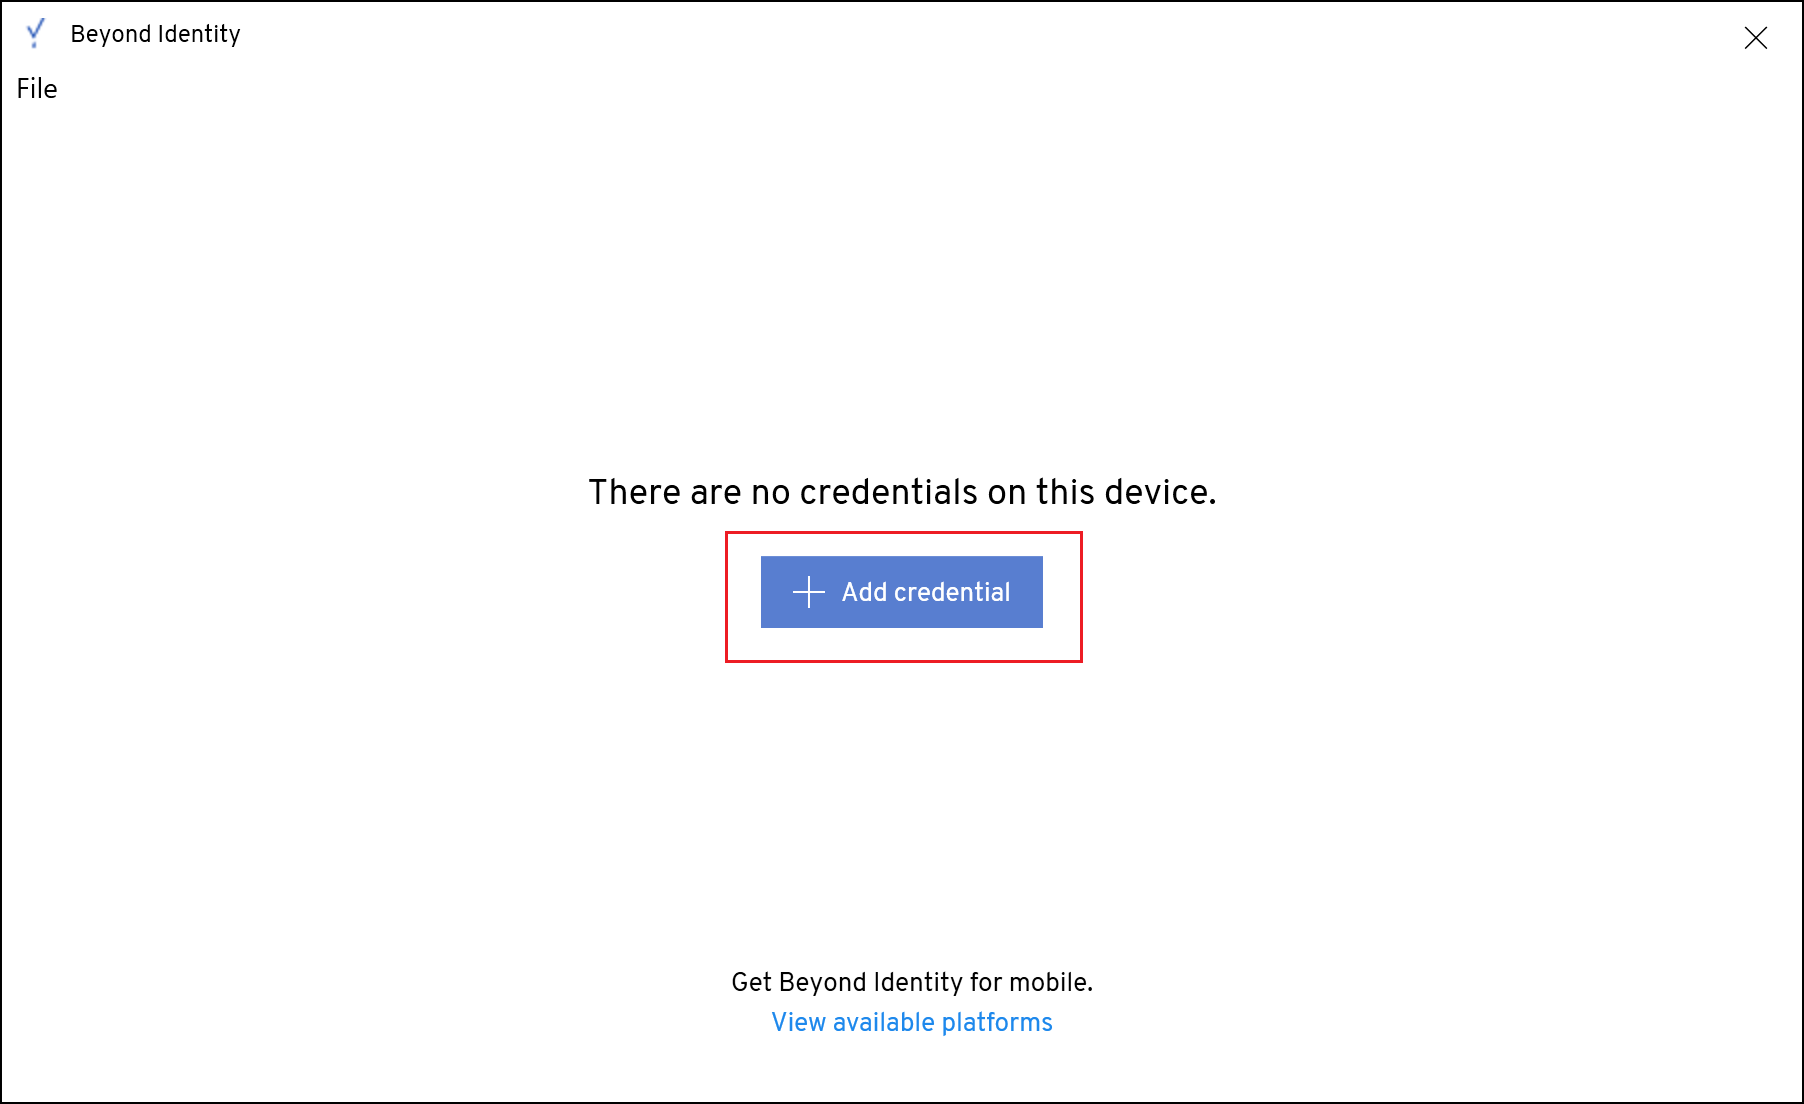 Beyond Identity
File
There are no credentials on this device.
Add credential
Get Beyond Identity for mobile.
View available platforms